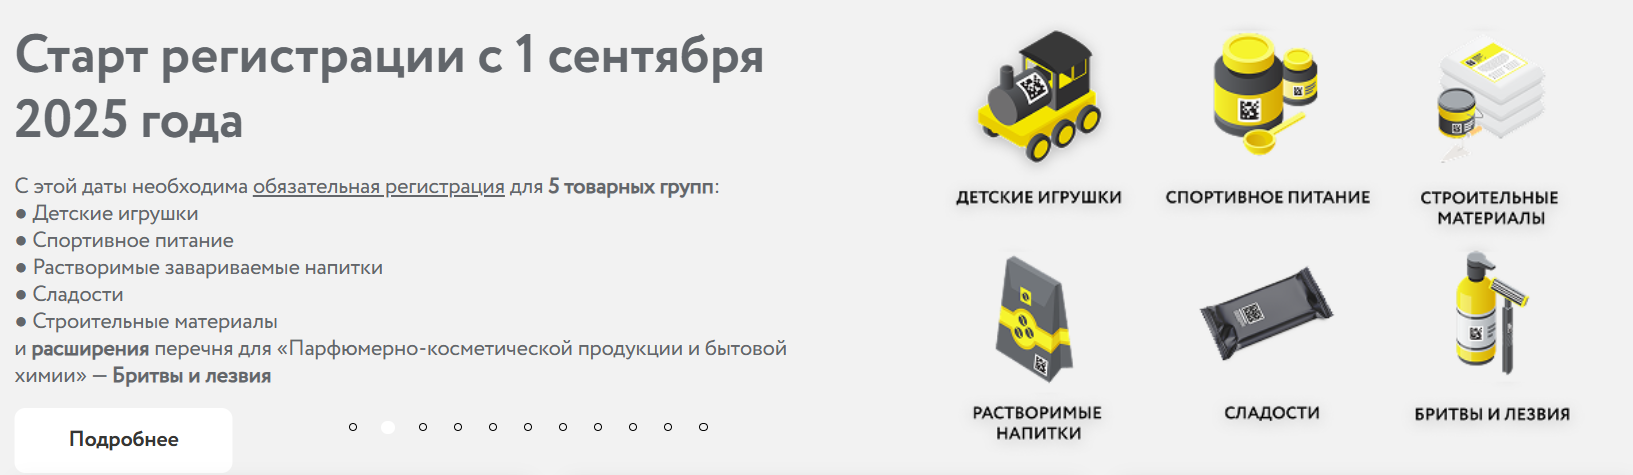 Старт регистрации с 1 сентября
2025 года
С этой даты необходима обязательная регистрация для 5 товарных групп:
● Детские игрушки
● Спортивное питание
● Растворимые завариваемые напитки
● Сладости
● Строительные материалы
и расширения перечня для «Парфюмерно-косметической продукции и бытовой
химии» — Бритвы и лезвия
Подробнее
ДЕТСКИЕ ИГРУШКИ
СПОРТИВНОЕ ПИТАНИЕ
СТРОИТЕЛЬНЫЕ
МАТЕРИАЛЫ
РАСТВОРИМЫЕ
НАПИТКИ
СЛАДОСТИ
БРИТВЫ И ЛЕЗВИЯ